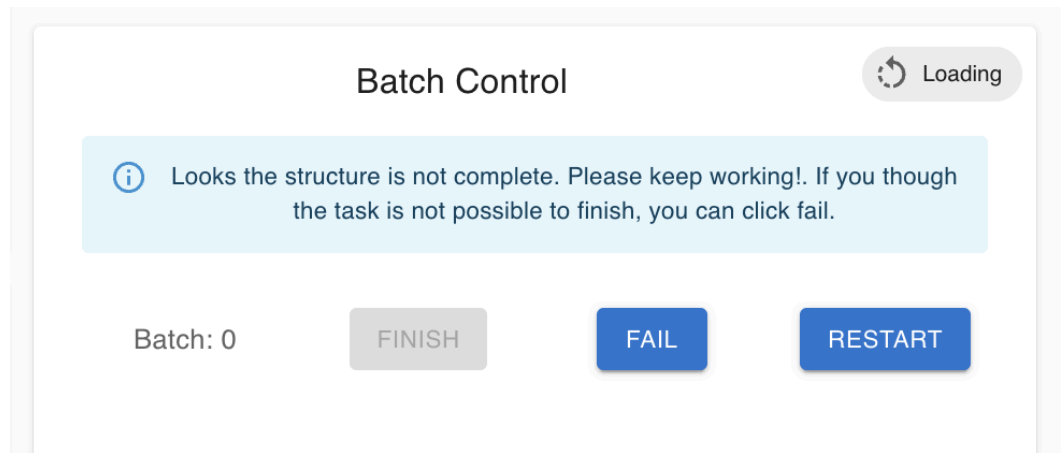 Batch Control
Loading
Looks the structure is not complete. Please keep working!. If you though
the task is not possible to finish, you can click fail.
Batch: 0
FINISH
FAIL
RESTART